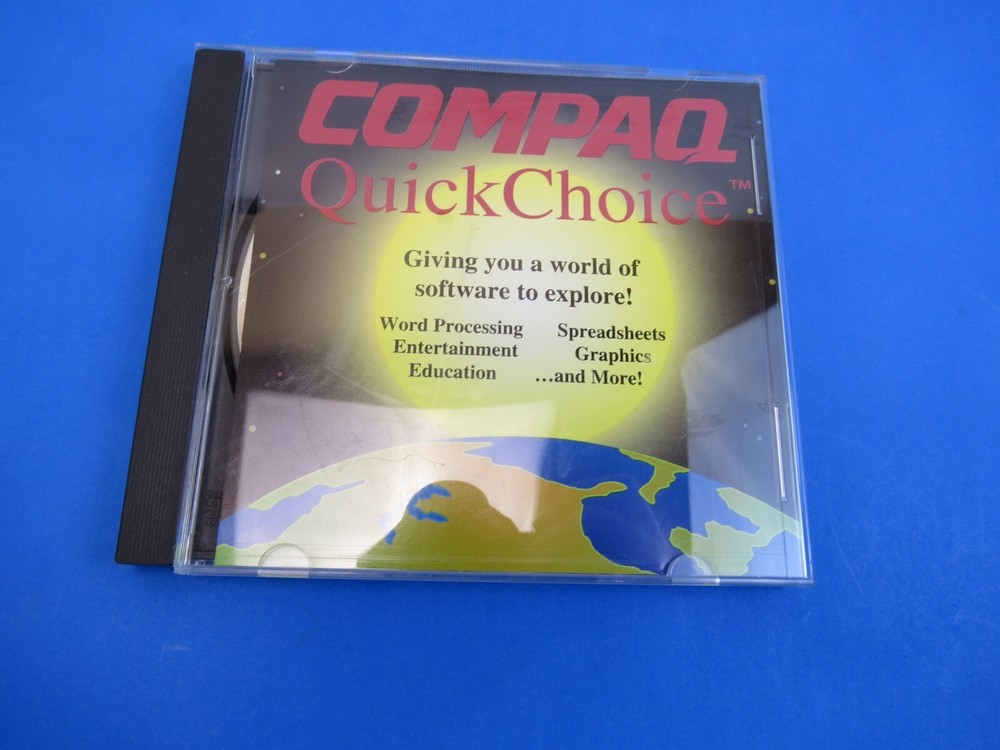 COMPAQ
QuickChoice™
Giving you a world of
software to explore!
Word Processing Spreadsheets
Entertainment Graphics
Education ...and More!